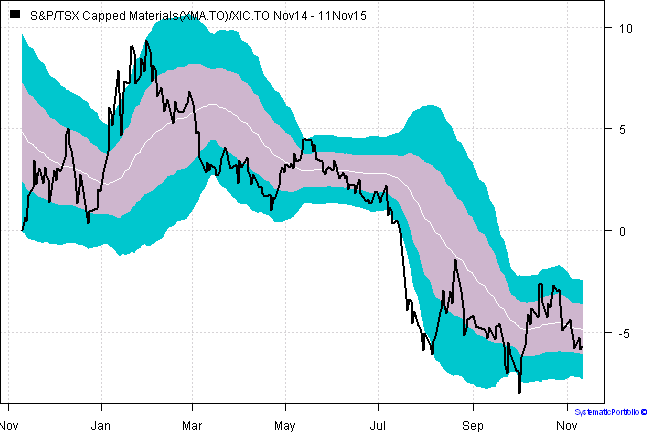 S&P/TSX Capped Materials(XMA.TO)/XIC.TO Nov14 - 11Nov15
10
5
0
-5
Nov Jan Mar May Jul Sep Nov
SystematicPortfolio ©